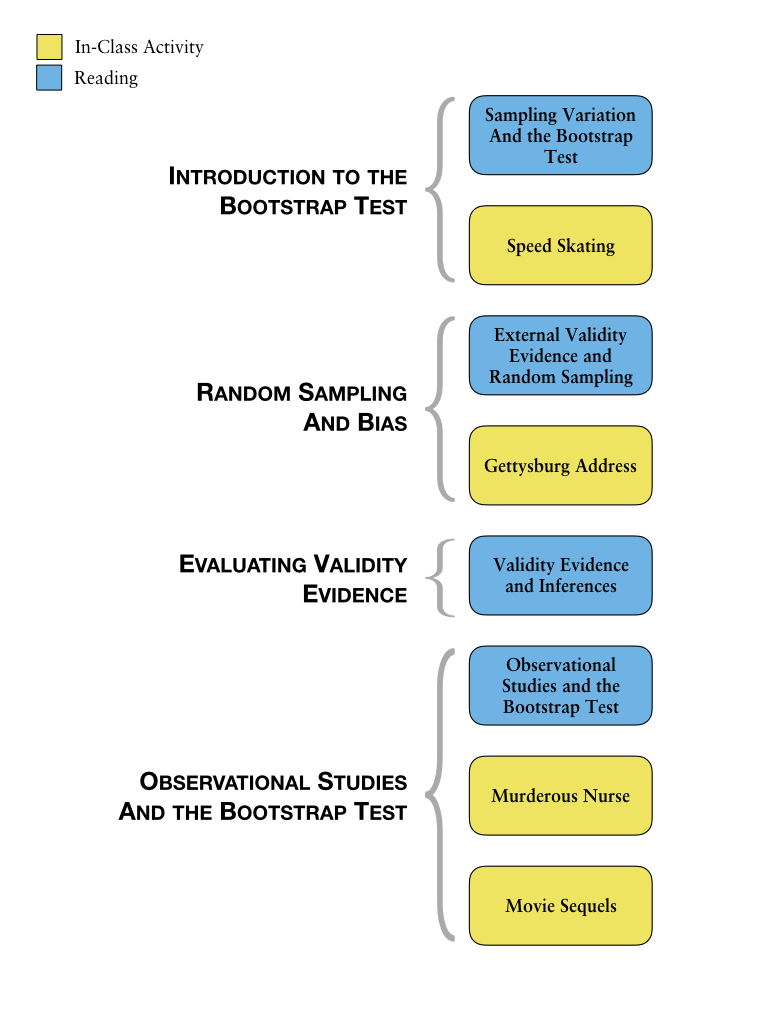 In-Class Activity
Reading
Sampling Variation
And the Bootstrap
Test
INTRODUCTION TO THE
BOOTSTRAP TEST
Speed Skating
External Validity
Evidence and
Random Sampling
RANDOM SAMPLING
AND BIAS
Gettysburg Address
EVALUATING VALIDITY
EVIDENCE
Validity Evidence
and Inferences
Observational
Studies and the
Bootstrap Test
OBSERVATIONAL STUDIES
AND THE BOOTSTRAP TEST
Murderous Nurse
Movie Sequels